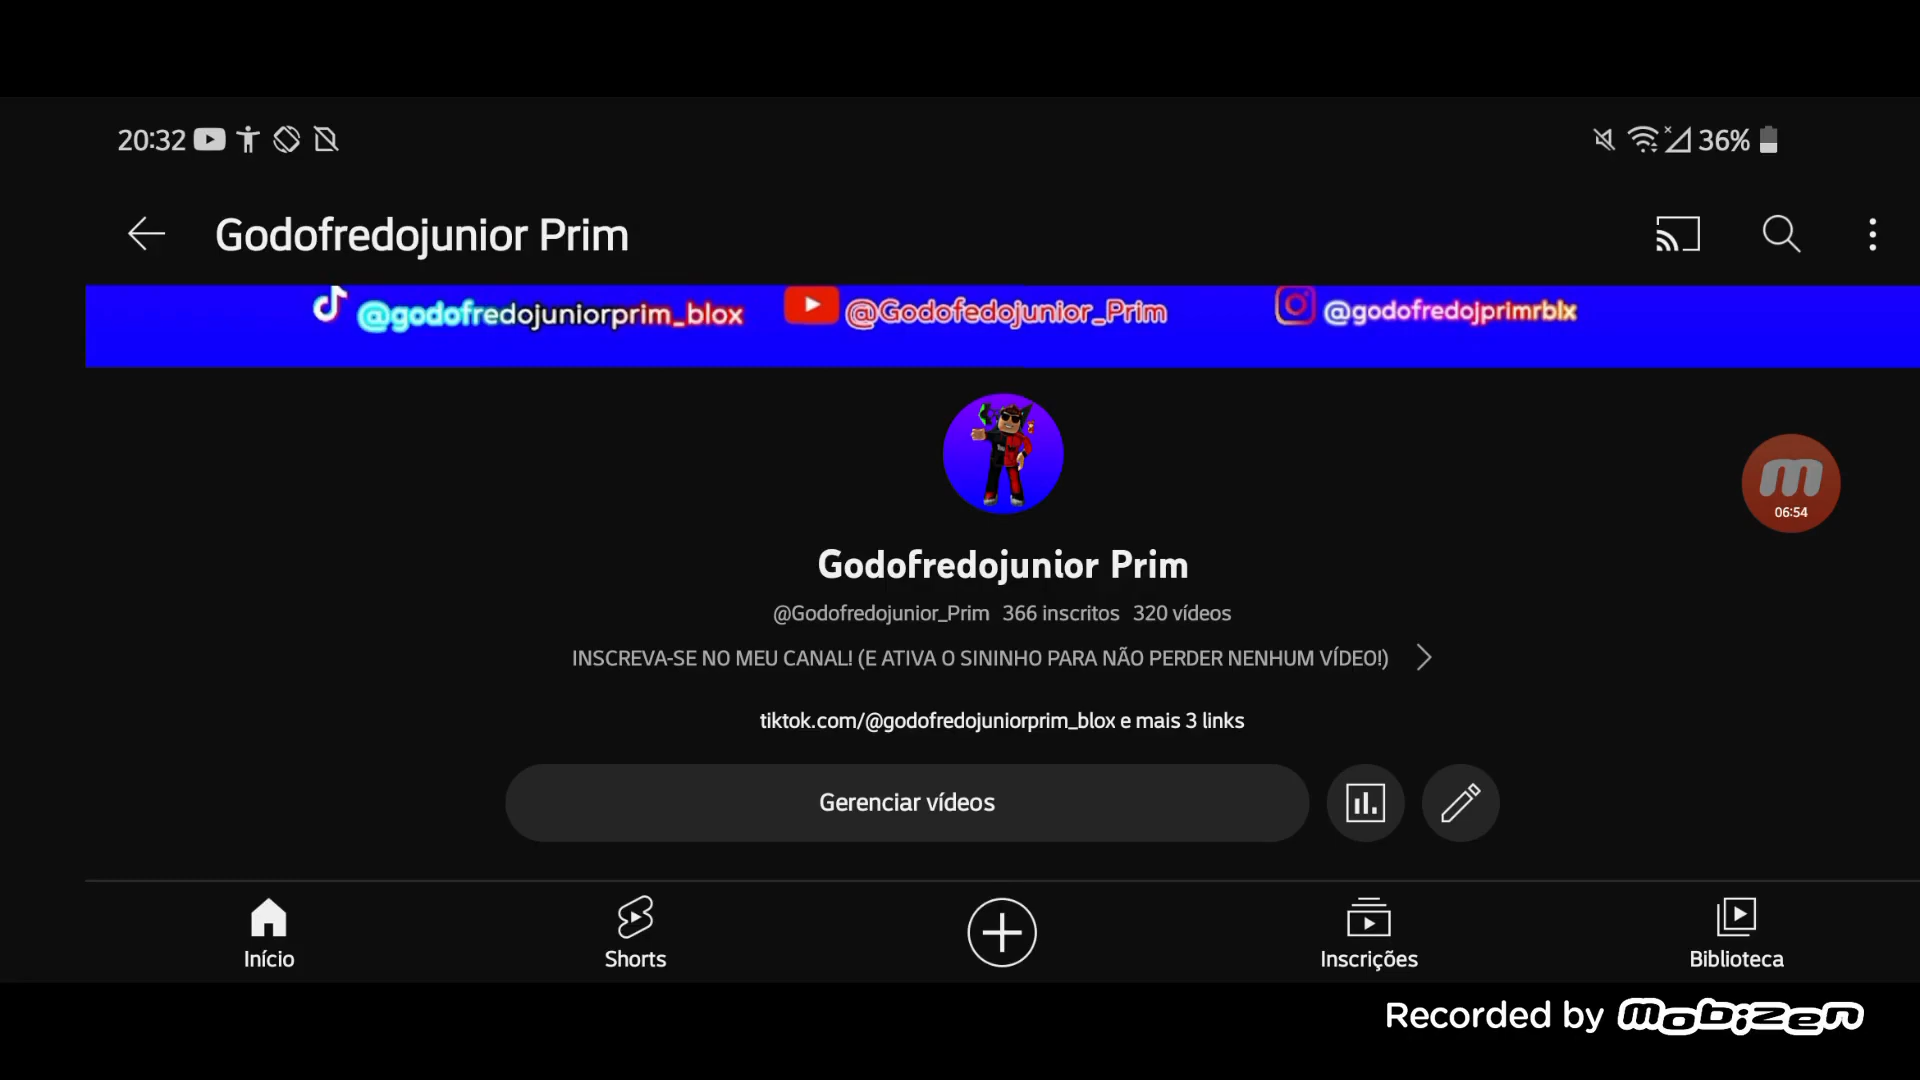 20:32
36%
Godofredojunior Prim
@godofredojuniorprim_blox
@Godofedojunior_Prim
@godofredojprimrblx
06:54
Godofredojunior Prim
@Godofredojunior_Prim 366 inscritos 320 vídeos
INSCREVA-SE NO MEU CANAL! (E ATIVA O SININHO PARA NÃO PERDER NENHUM VÍDEO!)
tiktok.com/@godofredojuniorprim_blox e mais 3 links
Gerenciar vídeos
Início
Shorts
Inscrições
Biblioteca
Recorded by mobizen